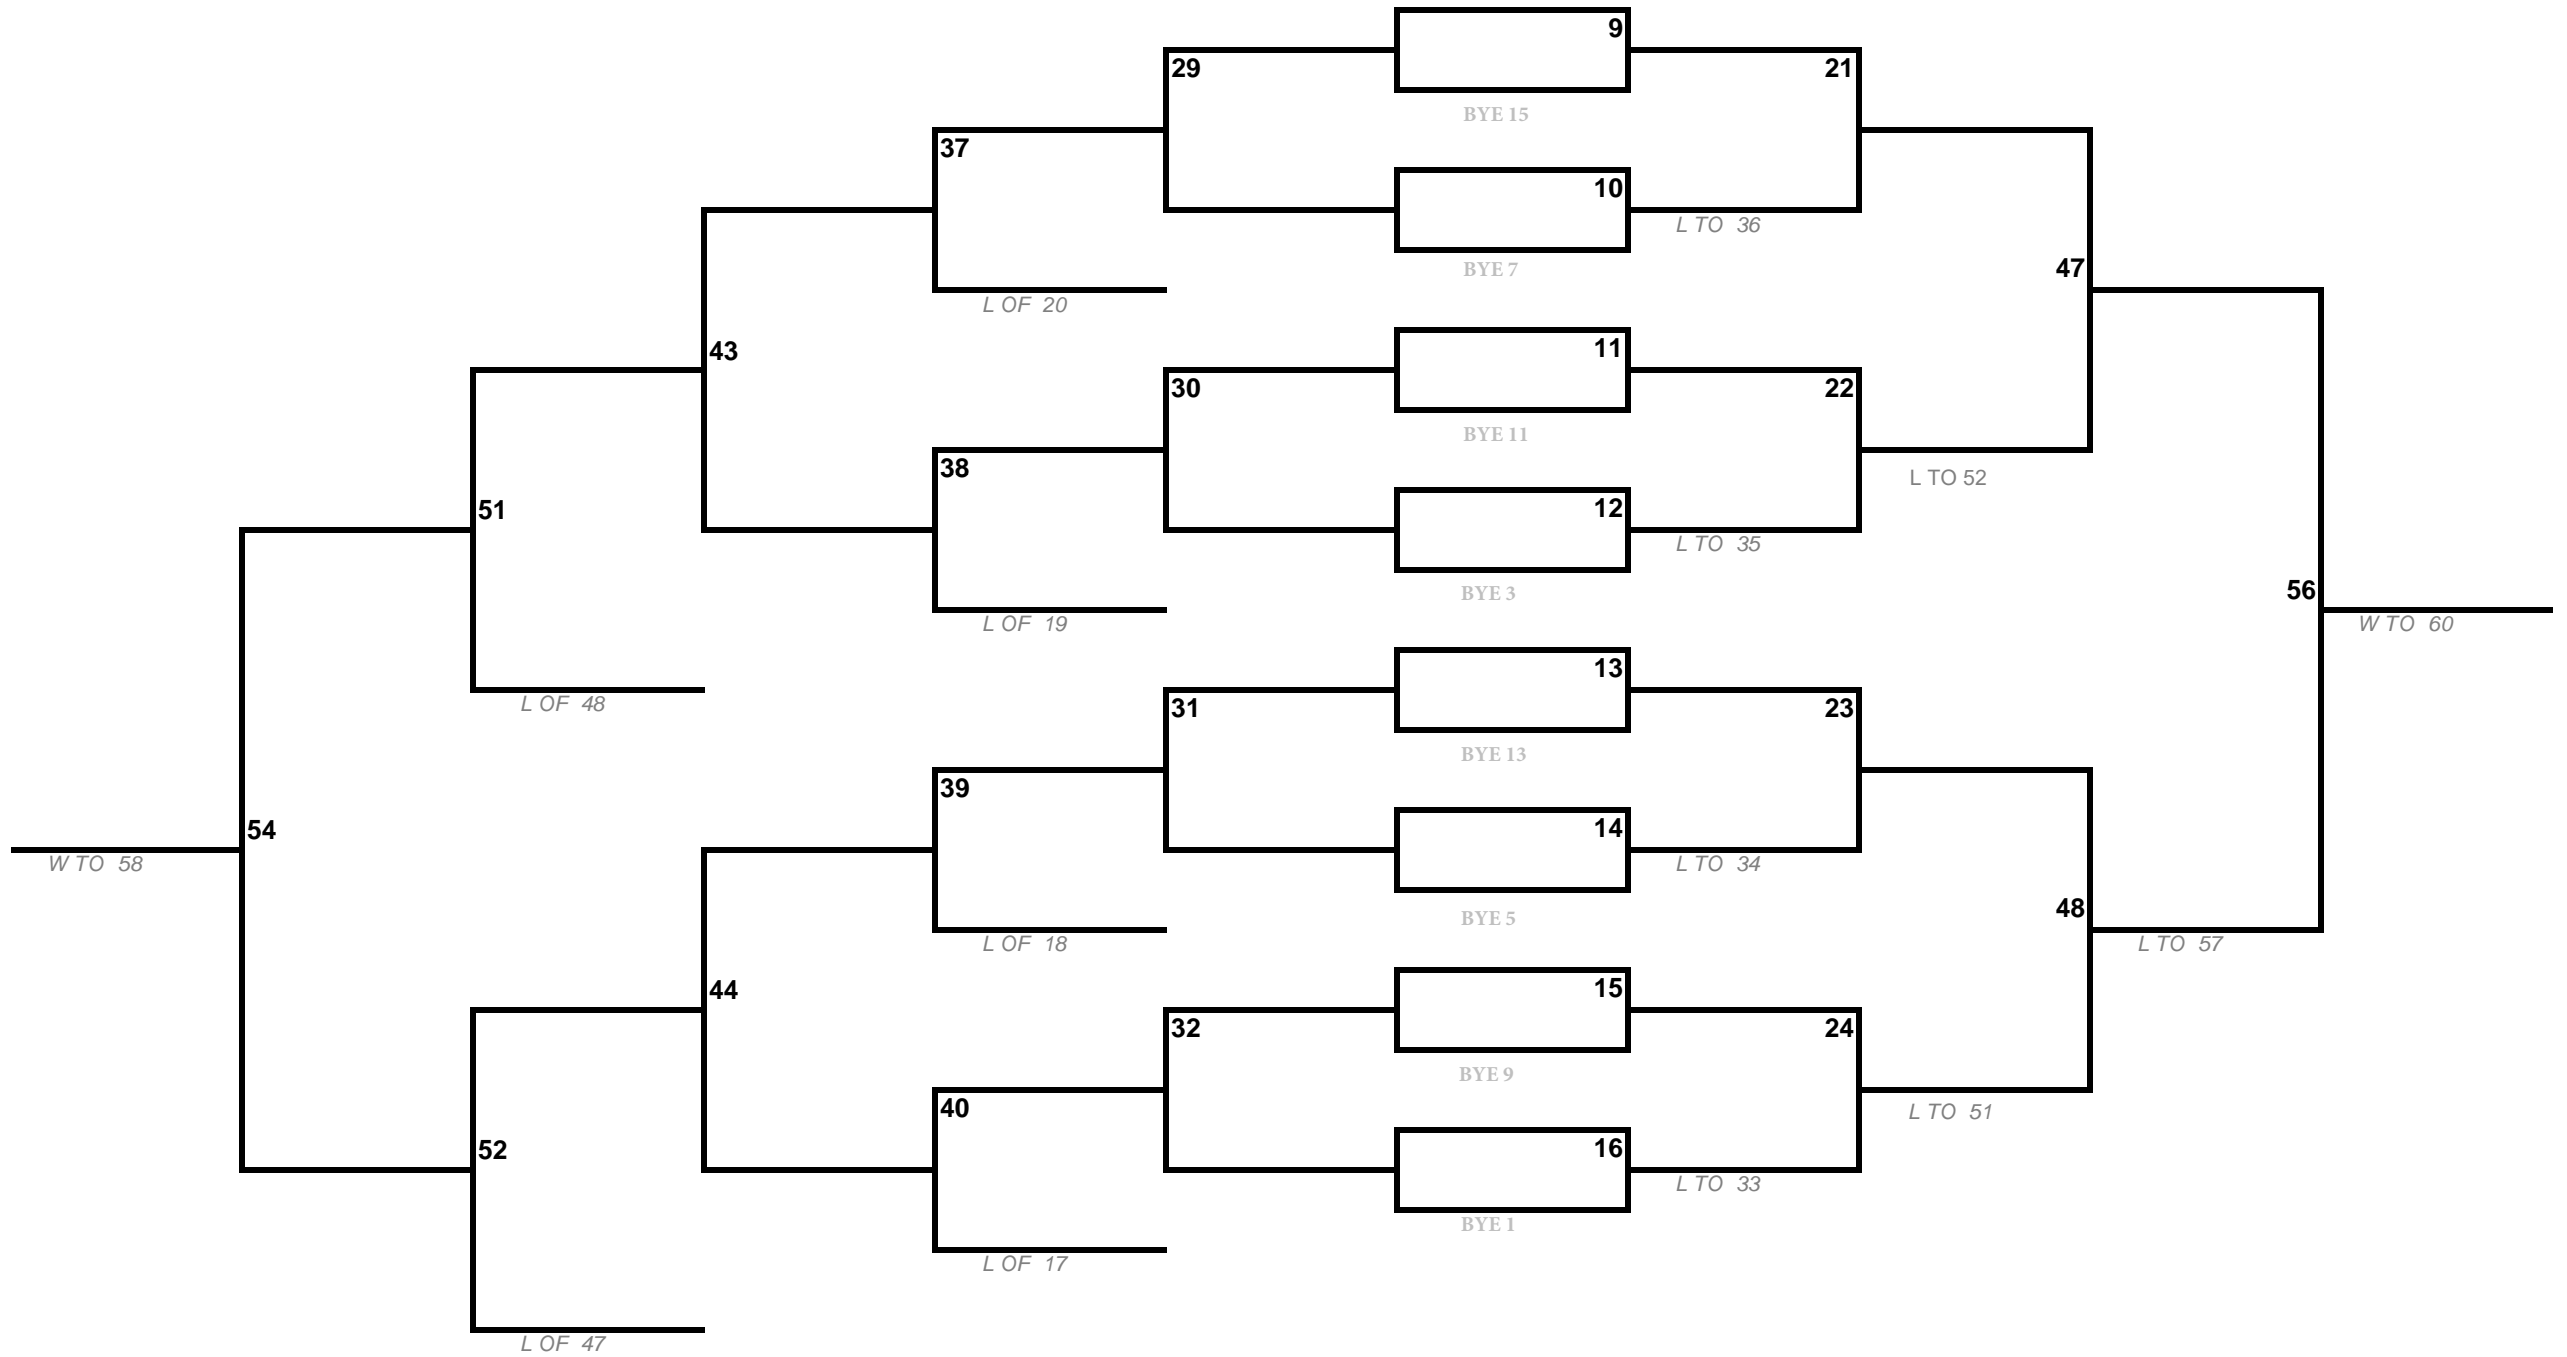 9
29
21
BYE 15
37
10
L TO 36
47
BYE 7
L OF 20
43
11
30
22
BYE 11
38
L TO 52
51
12
L TO 35
BYE 3
56
L OF 19
W TO 60
13
L OF 48
31
23
BYE 13
39
54
14
W TO 58
L TO 34
48
BYE 5
L OF 18
L TO 57
44
15
32
24
BYE 9
40
L TO 51
52
16
L TO 33
BYE 1
L OF 17
L OF 47